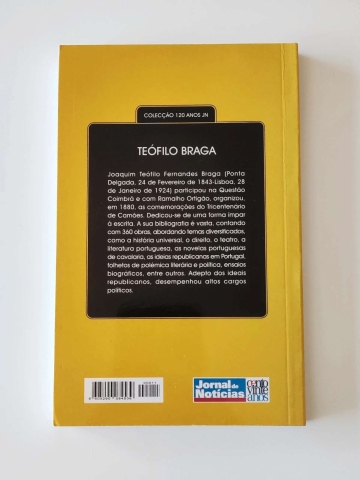 COLECÇÃO 120 ANOS JN
TEÓFILO BRAGA
Joaquim Teófilo Fernandes Braga (Ponta
Delgada, 24 de Fevereiro de 1843-Lisboa, 28
de Janeiro de 1924) participou na Questão
Coimbrã e com Ramalho Ortigão, organizou,
em 1880, as comemorações do Tricentenário
de Camões. Dedicou-se de uma forma ímpar
à escrita. A sua bibliografia é vasta, contando
com 360 obras, abordando temas diversificados,
como a história universal, o direito, o teatro, a
literatura portuguesa, as novelas portuguesas
de cavalaria, as ideias republicanas em Portugal,
folhetos de polémica literária e política, ensaios
biográficos, entre outros. Adepto dos ideais
republicanos, desempenhou altos cargos
políticos.
Jornal de
Notícias
cento
vinte
anos